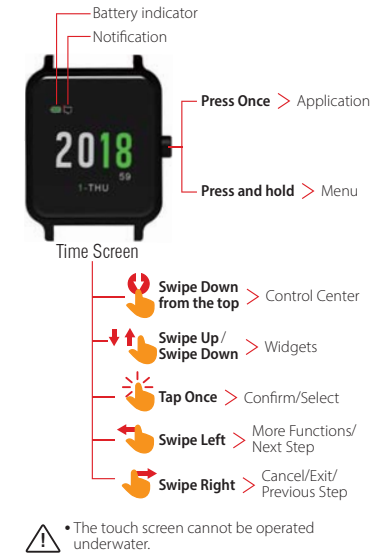 Battery indicator
Notification
Press Once > Application
2018
59
1-THU
Press and hold > Menu
Time Screen
Swipe Down
from the top > Control Center
Swipe Up /
Swipe Down > Widgets
Tap Once > Confirm/Select
Swipe Left > More Functions/
Next Step
Swipe Right > Cancel/Exit/
Previous Step
• The touch screen cannot be operated
underwater.